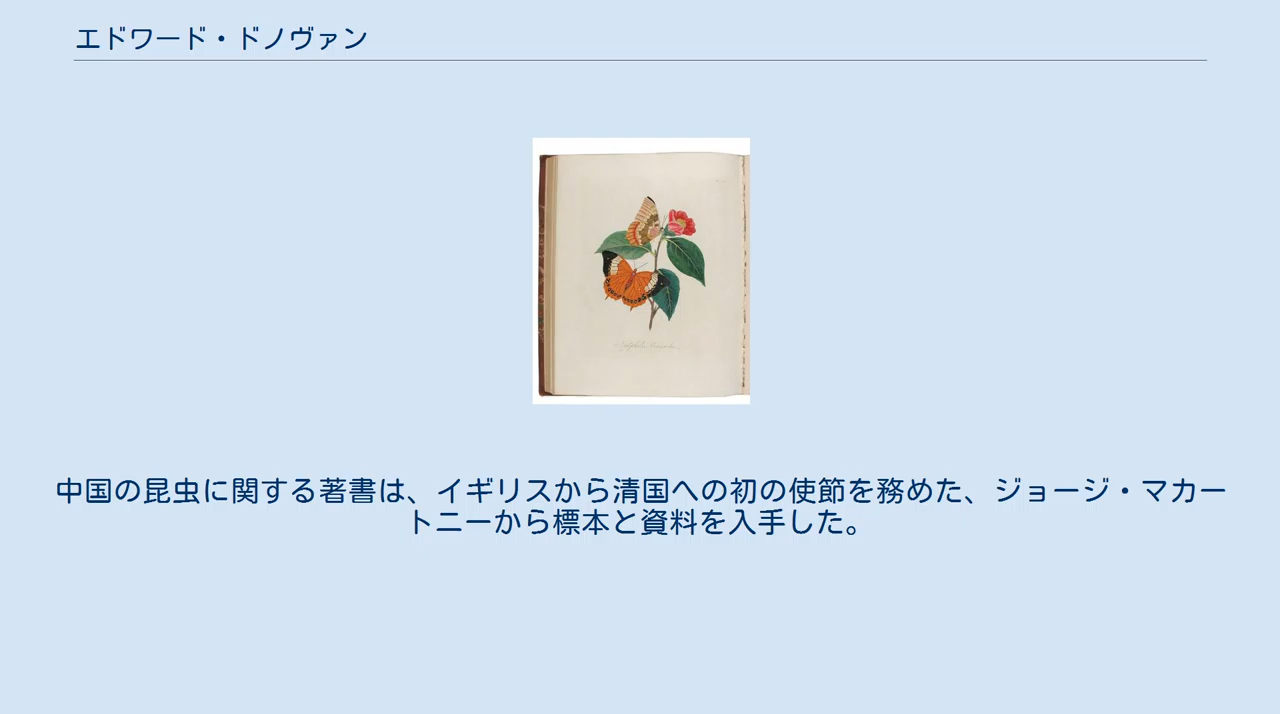 エドワード・ドノヴァン
中国の昆虫に関する著書は、イギリスから清国への初の使節を務めた、ジョージ・マカー
トニーから標本と資料を入手した。